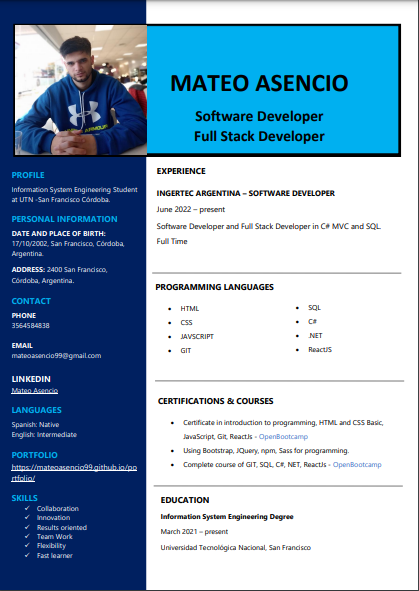 MATEO ASENCIO
Software Developer
Full Stack Developer
PROFILE
Information System Engineering Student
at UTN -San Francisco Córdoba.
PERSONAL INFORMATION
DATE AND PLACE OF BIRTH:
17/10/2002, San Francisco, Córdoba,
Argentina.
ADDRESS: 2400 San Francisco,
Córdoba, Argentina.
CONTACT
PHONE
3564584838
EMAIL
mateoasencio99@gmail.com
LINKEDIN
Mateo Asencio
LANGUAGES
Spanish: Native
English: Intermediate
PORTFOLIO
https://mateoasencio99.github.io/po
rtfolio/
SKILLS
✓ Collaboration
✓ Innovation
✓ Results oriented
✓ Team Work
✓ Flexibility
✓ Fast learner
EXPERIENCE
INGERTEC ARGENTINA – SOFTWARE DEVELOPER
June 2022 – present
Software Developer and Full Stack Developer in C# MVC and SQL.
Full Time
PROGRAMMING LANGUAGES
• HTML
• CSS
• JAVSCRIPT
• GIT
• SQL
• C#
• .NET
• ReactJS
CERTIFICATIONS & COURSES
• Certificate in introduction to programming, HTML and CSS Basic,
JavaScript, Git, ReactJs - OpenBootcamp
• Using Bootstrap, JQuery, npm, Sass for programming.
• Complete course of GIT, SQL, C#, NET, ReactJs - OpenBootcamp
EDUCATION
Information System Engineering Degree
March 2021 – present
Universidad Tecnológica Nacional, San Francisco